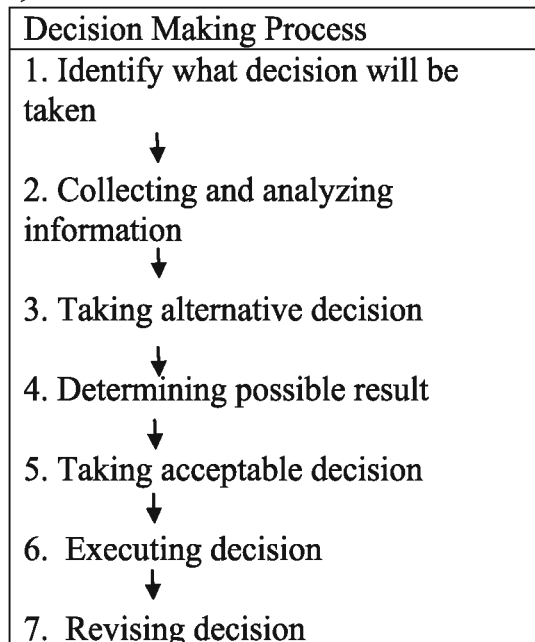 Decision Making Process
1. Identify what decision will be
taken
2. Collecting and analyzing
information
3. Taking alternative decision
4. Determining possible result
5. Taking acceptable decision
6. Executing decision
7. Revising decision